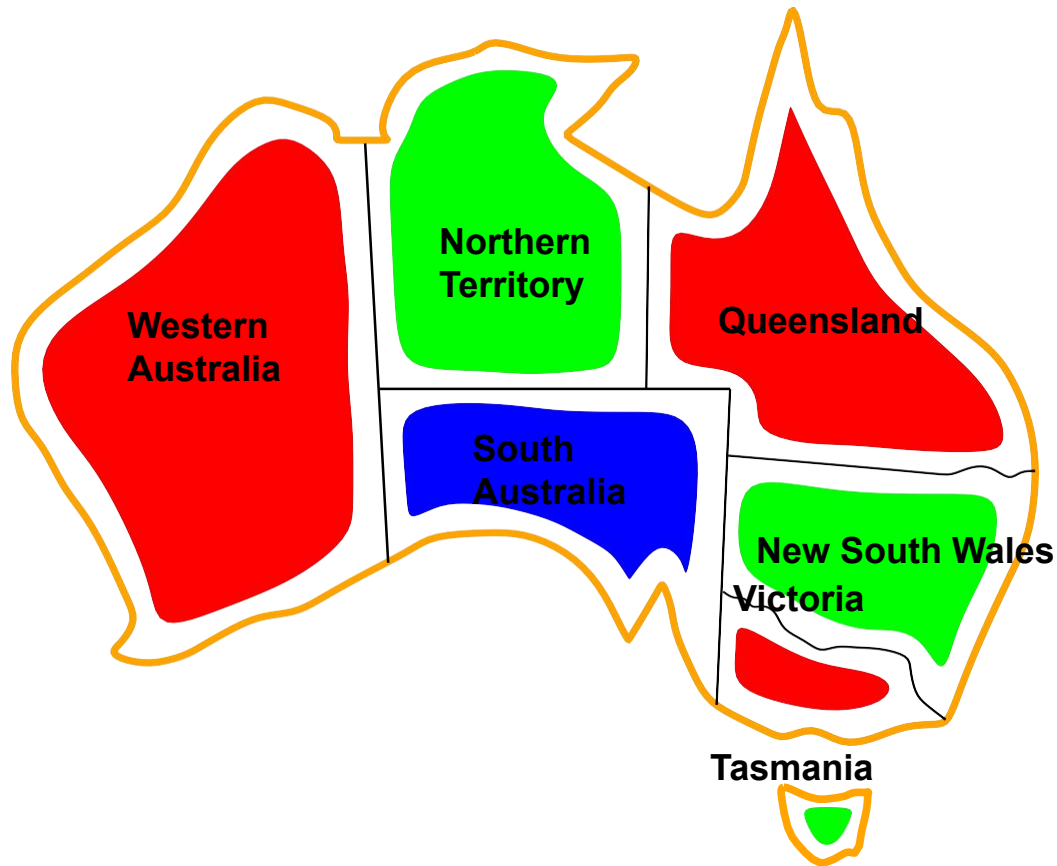 Northern
Territory
Western
Australia
Queensland
South
Australia
New South Wales
Victoria
Tasmania